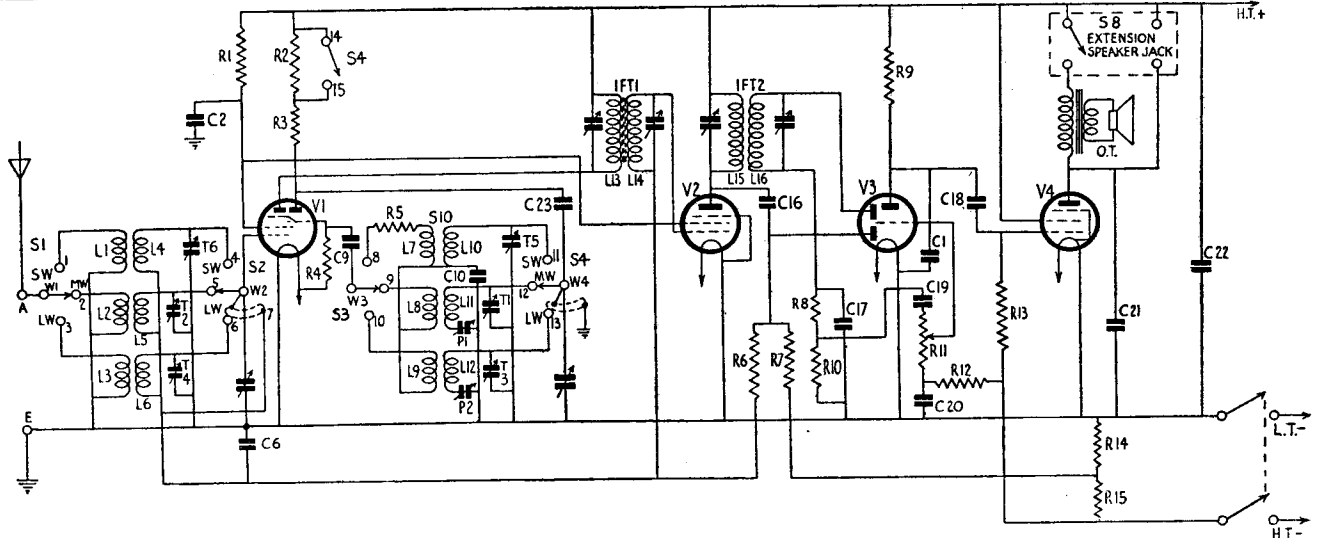 H.T.+
S8
EXTENSION
SPEAKER JACK
R1
R2
14
S4
15
R3
C2
IFT1
IFT2
R9
O.T.
L13 L14
L15 L16
V1
V2
V3
V4
C23
C16
C18
C1
C22
S1
1
SW
W1
MW
2
A
LW
3
L1
L4
T6
SW
4
S2
5
W2
L2
L5
T
2
LW
6
7
L3
L6
T
4
R4
C9
R5
S10
8
L7
L10
T5
SW
11
S4
C10
W3
9
MW
12
W4
S3
10
L8
L11
T1
P1
LW
13
L9
L12
T
3
P2
C19
R8
C17
R11
R13
C21
R6
R7
R10
R12
C20
E
C6
R14
R15
L.T.-
H.T-